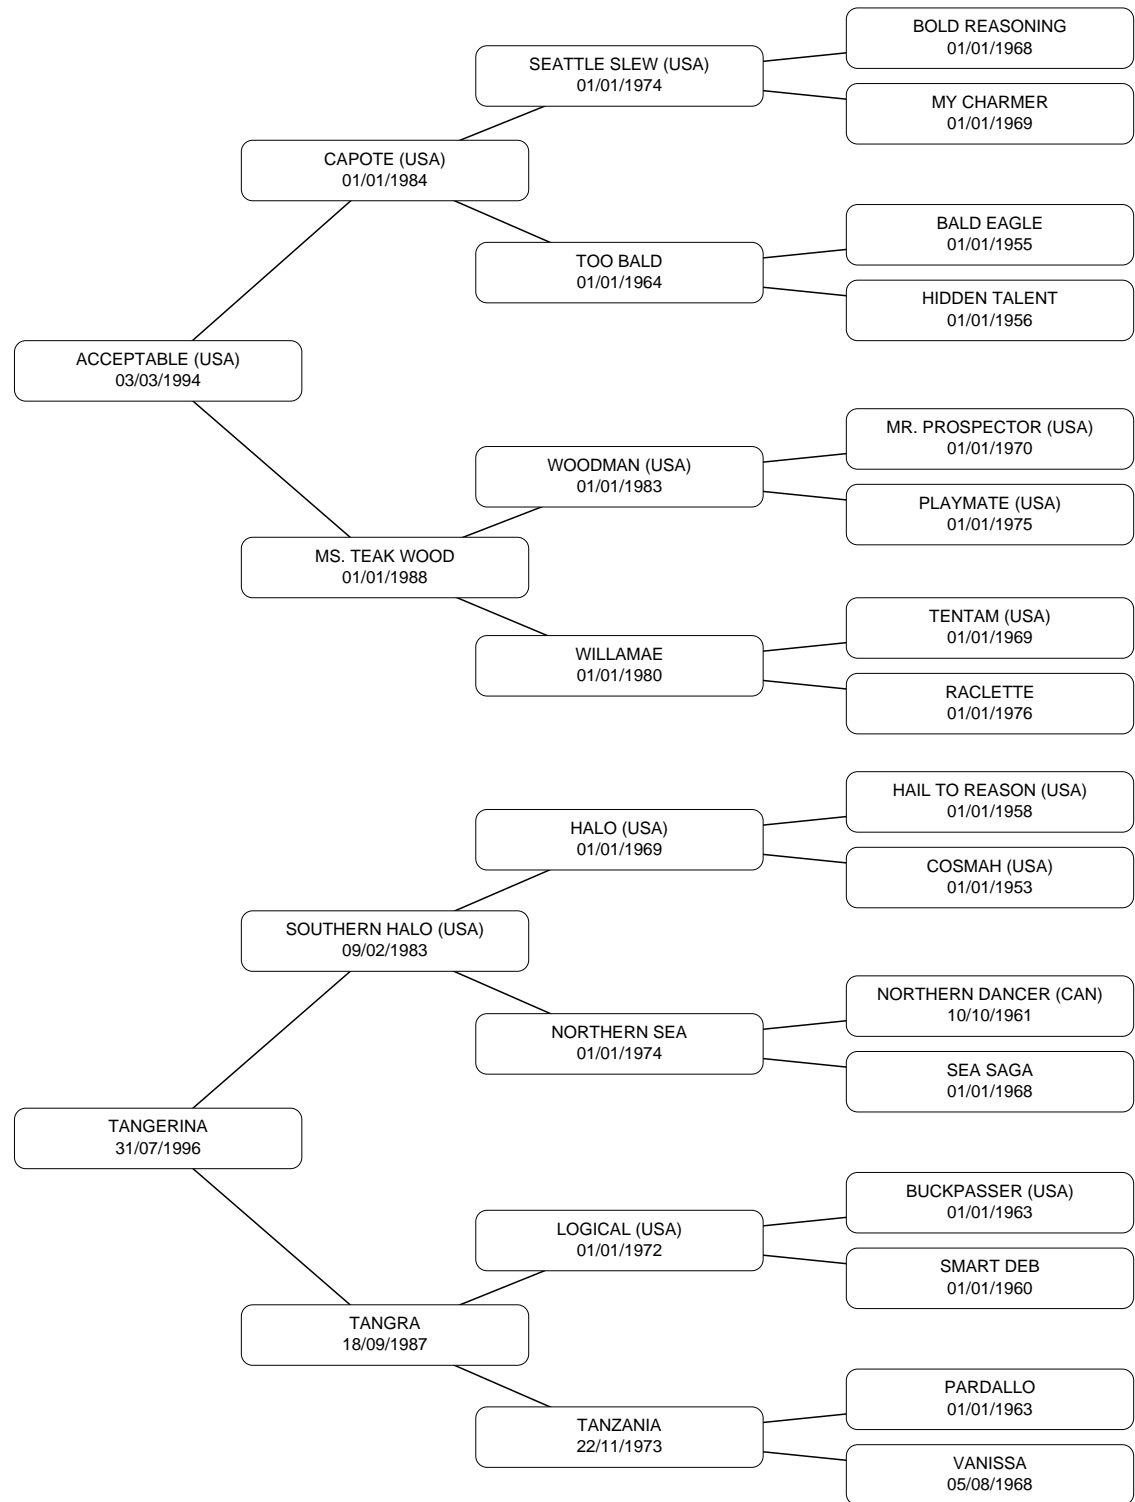 BOLD REASONING
01/01/1968
SEATTLE SLEW (USA)
01/01/1974
MY CHARMER
01/01/1969
CAPOTE (USA)
01/01/1984
BALD EAGLE
01/01/1955
TOO BALD
01/01/1964
HIDDEN TALENT
01/01/1956
ACCEPTABLE (USA)
03/03/1994
MR. PROSPECTOR (USA)
01/01/1970
WOODMAN (USA)
01/01/1983
PLAYMATE (USA)
01/01/1975
MS. TEAK WOOD
01/01/1988
TENTAM (USA)
01/01/1969
WILLAMAE
01/01/1980
RACLETTE
01/01/1976
HAIL TO REASON (USA)
01/01/1958
HALO (USA)
01/01/1969
COSMAH (USA)
01/01/1953
SOUTHERN HALO (USA)
09/02/1983
NORTHERN DANCER (CAN)
10/10/1961
NORTHERN SEA
01/01/1974
SEA SAGA
01/01/1968
TANGERINA
31/07/1996
BUCKPASSER (USA)
01/01/1963
LOGICAL (USA)
01/01/1972
SMART DEB
01/01/1960
TANGRA
18/09/1987
PARDALLO
01/01/1963
TANZANIA
22/11/1973
VANISSA
05/08/1968